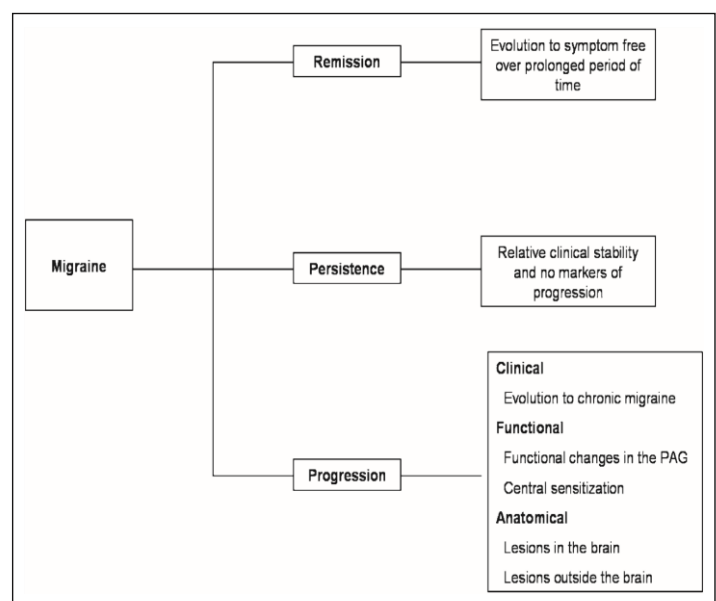 Remission
Evolution to symptom free
over prolonged period of
time
Migraine
Persistence
Relative clinical stability
and no markers of
progression
Progression
Clinical
Evolution to chronic migraine
Functional
Functional changes in the PAG
Central sensitization
Anatomical
Lesions in the brain
Lesions outside the brain